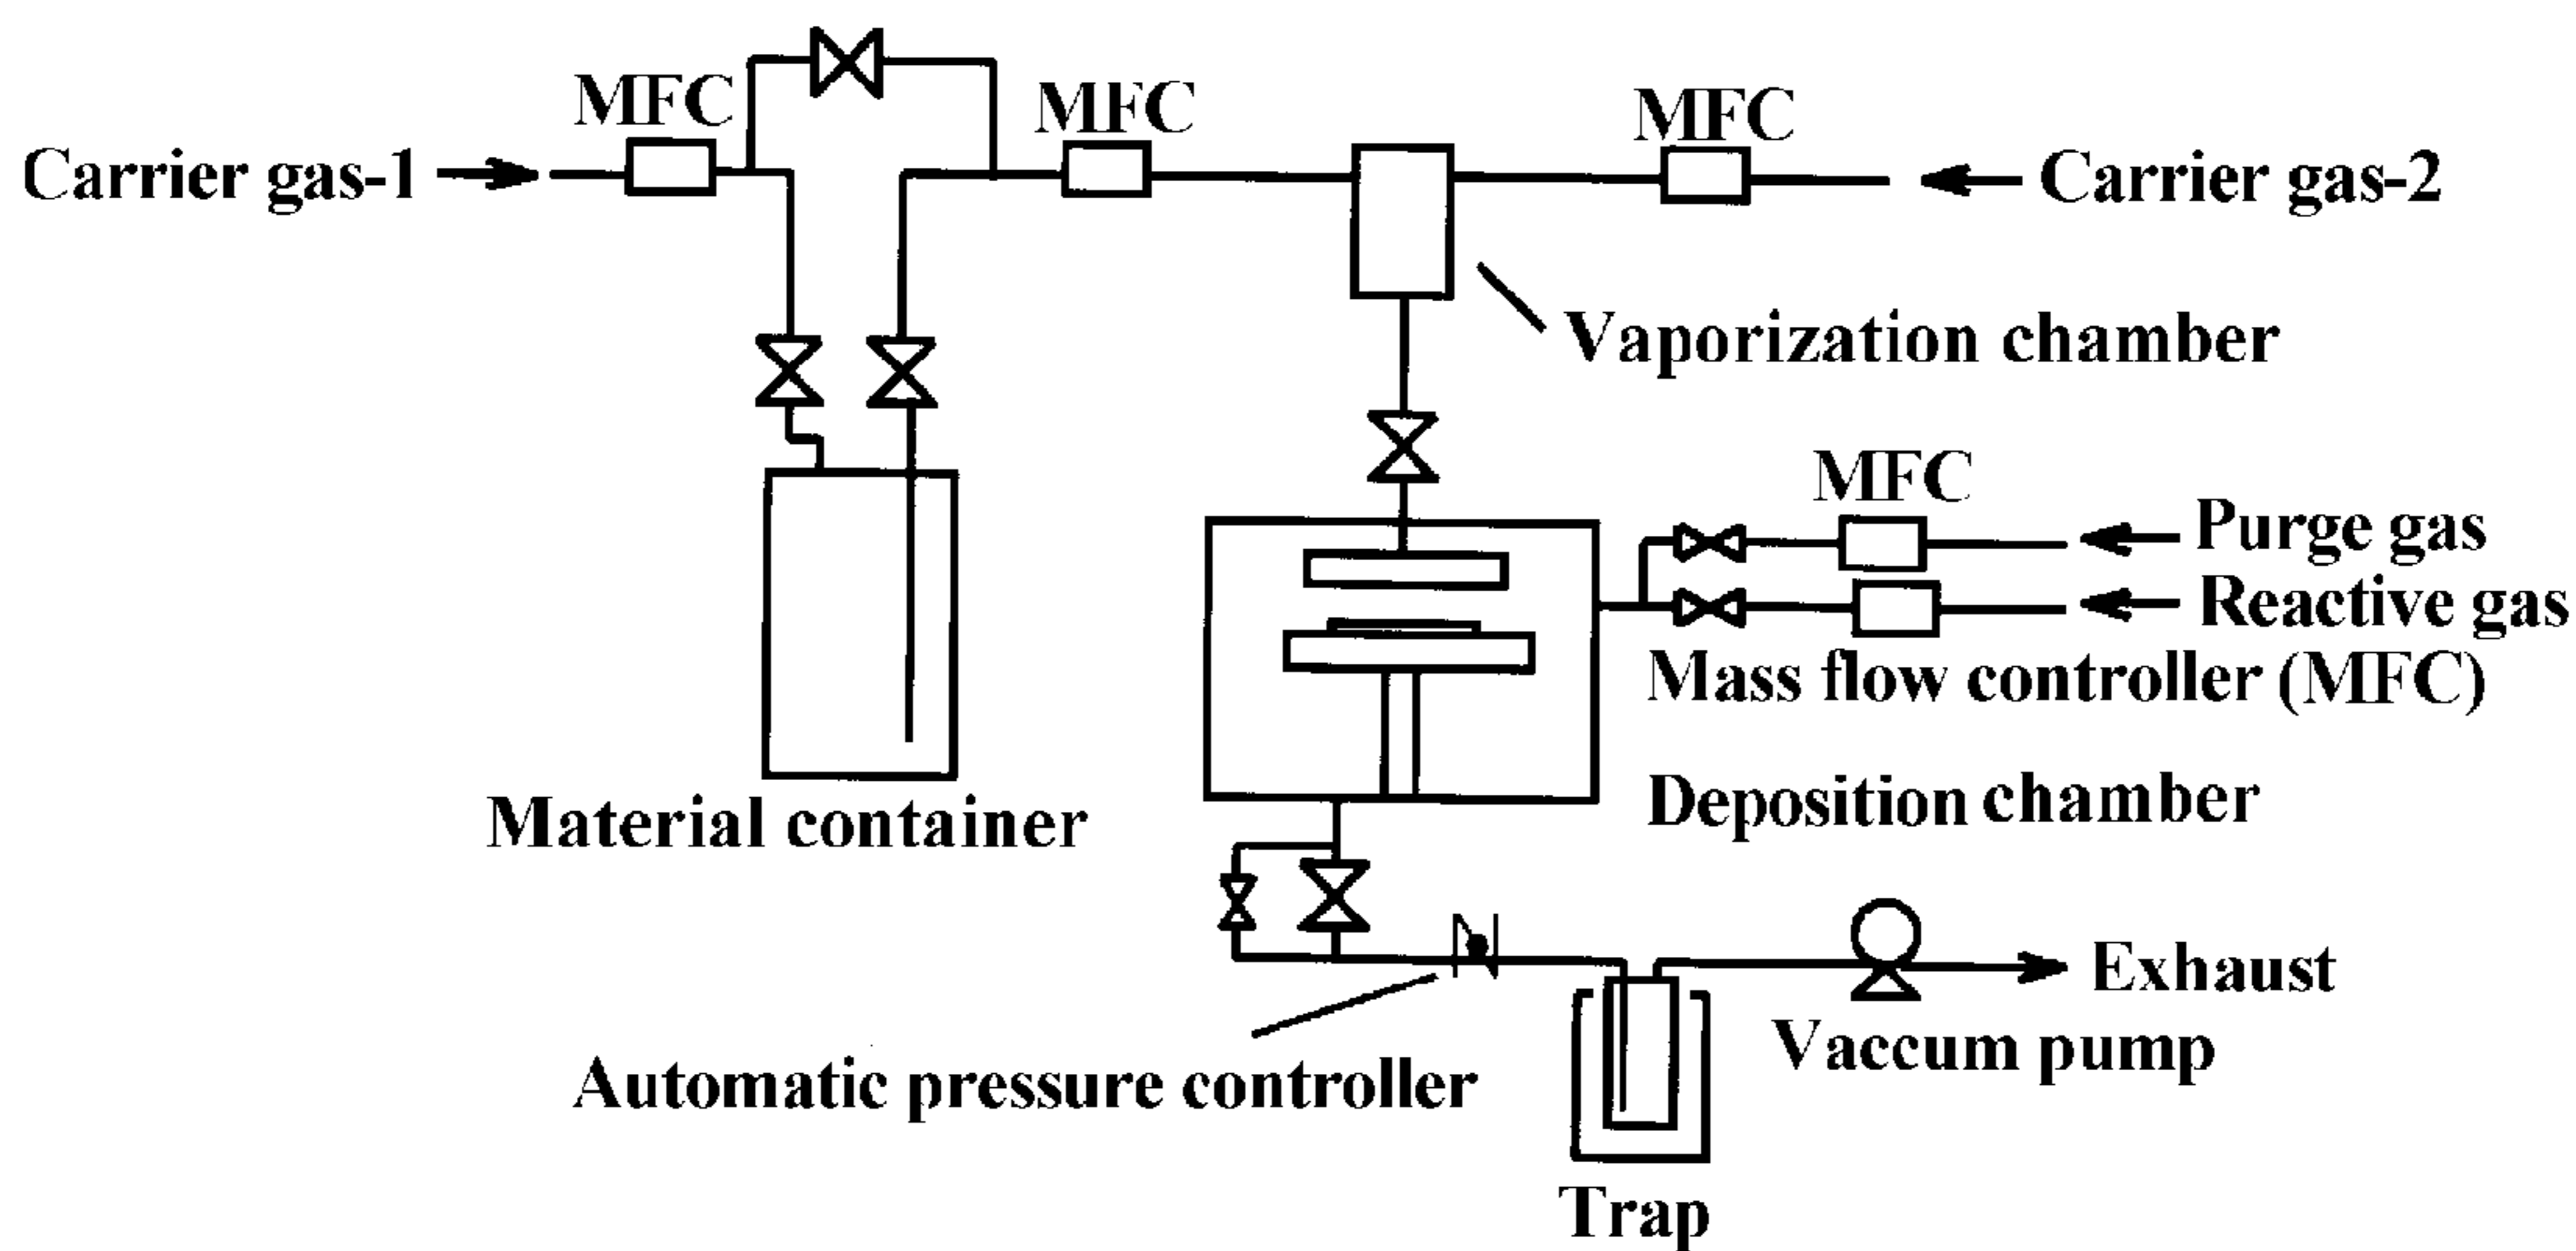 MFC
MFC
MFC
Carrier gas-1
Carrier gas-2
Vaporization chamber
MFC
Purge gas
Reactive gas
Mass flow controller (MFC)
Material container
Deposition chamber
Exhaust
Vaccum pump
Automatic pressure controller
Trap